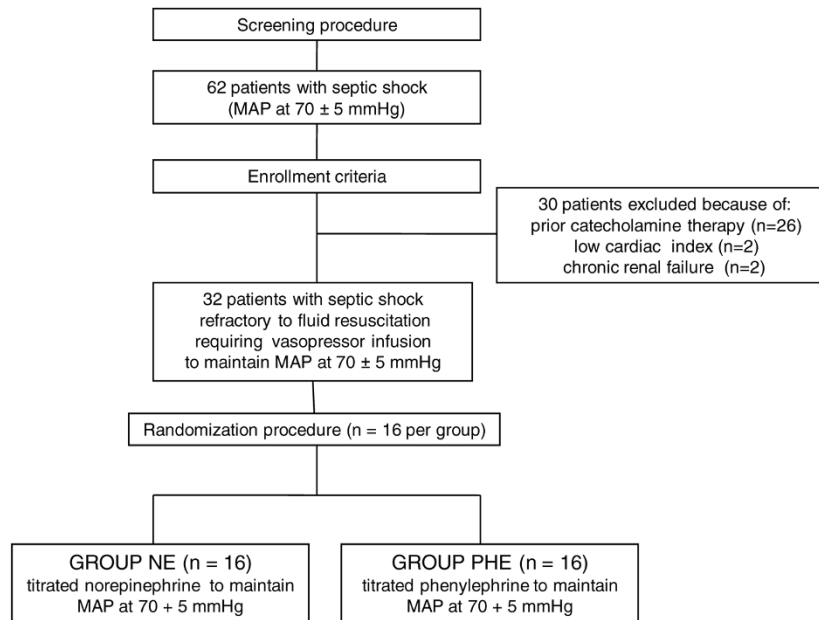 Screening procedure
62 patients with septic shock
(MAP at 70 ± 5 mmHg)
Enrollment criteria
30 patients excluded because of:
prior catecholamine therapy (n=26)
low cardiac index (n=2)
chronic renal failure (n=2)
32 patients with septic shock
refractory to fluid resuscitation
requiring vasopressor infusion
to maintain MAP at 70 ± 5 mmHg
Randomization procedure (n = 16 per group)
GROUP NE (n = 16)
titrated norepinephrine to maintain
MAP at 70 + 5 mmHg
GROUP PHE (n = 16)
titrated phenylephrine to maintain
MAP at 70 + 5 mmHg